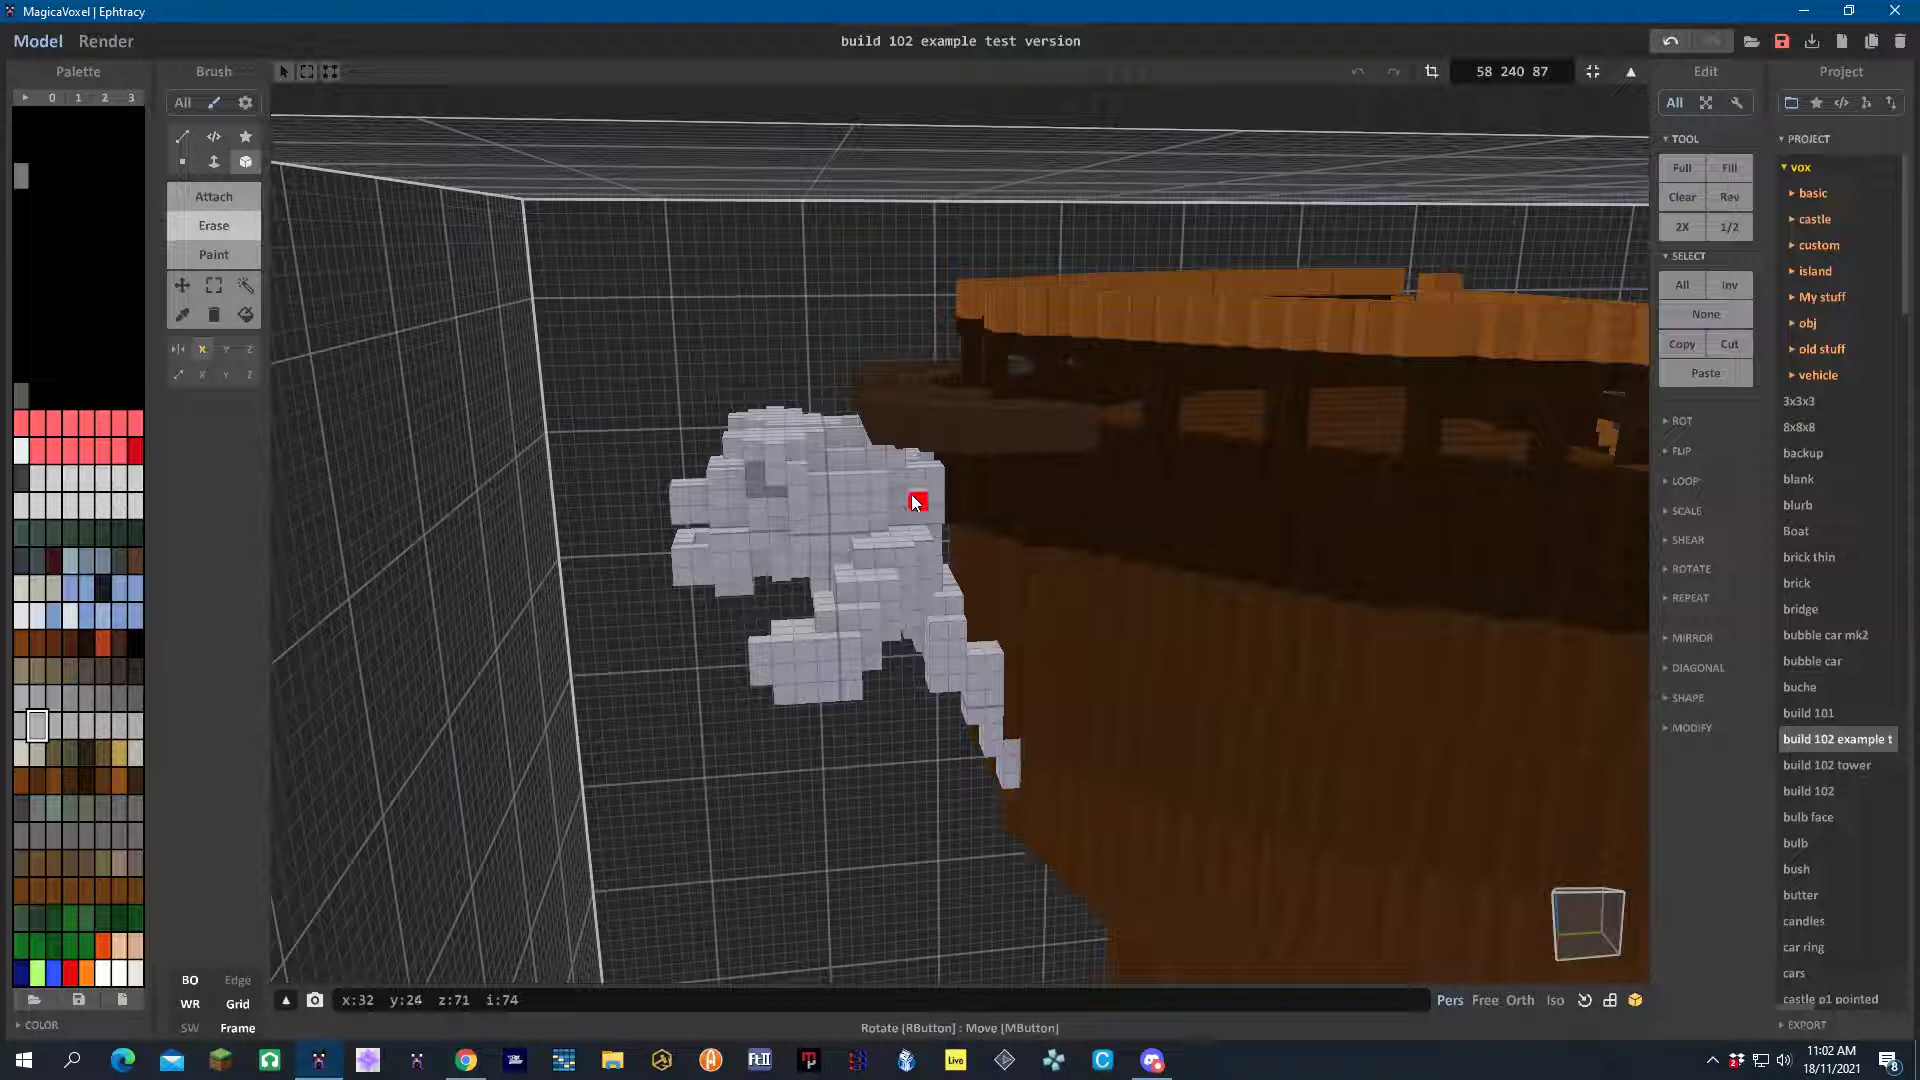 MagicaVoxel | Ephtracy
Model Render
build 102 example test version
Palette
Brush
58 240 87
Edit
Project
0 1 2 3
All
All
Attach
Erase
Paint
X Y Z
X Y Z
TOOL
Full Fill
Clear Rev
2X 1/2
SELECT
All Inv
None
Copy Cut
Paste
ROT
FLIP
LOOP
SCALE
SHEAR
ROTATE
REPEAT
MIRROR
DIAGONAL
SHAPE
MODIFY
PROJECT
vox
basic
castle
custom
island
My stuff
obj
old stuff
vehicle
3x3x3
8x8x8
backup
blank
blurb
Boat
brick thin
brick
bridge
bubble car mk2
bubble car
buche
build 101
build 102 example t
build 102 tower
build 102
bulb face
bulb
bush
butter
candles
car ring
cars
castle p1 pointed
EXPORT
BO Edge
WR Grid
SW Frame
COLOR
x:32 y:24 z:71 i:74
Pers Free Orth Iso
Rotate [RButton] : Move [MButton]
Ft-II
Live
C
11:02 AM
18/11/2021
8